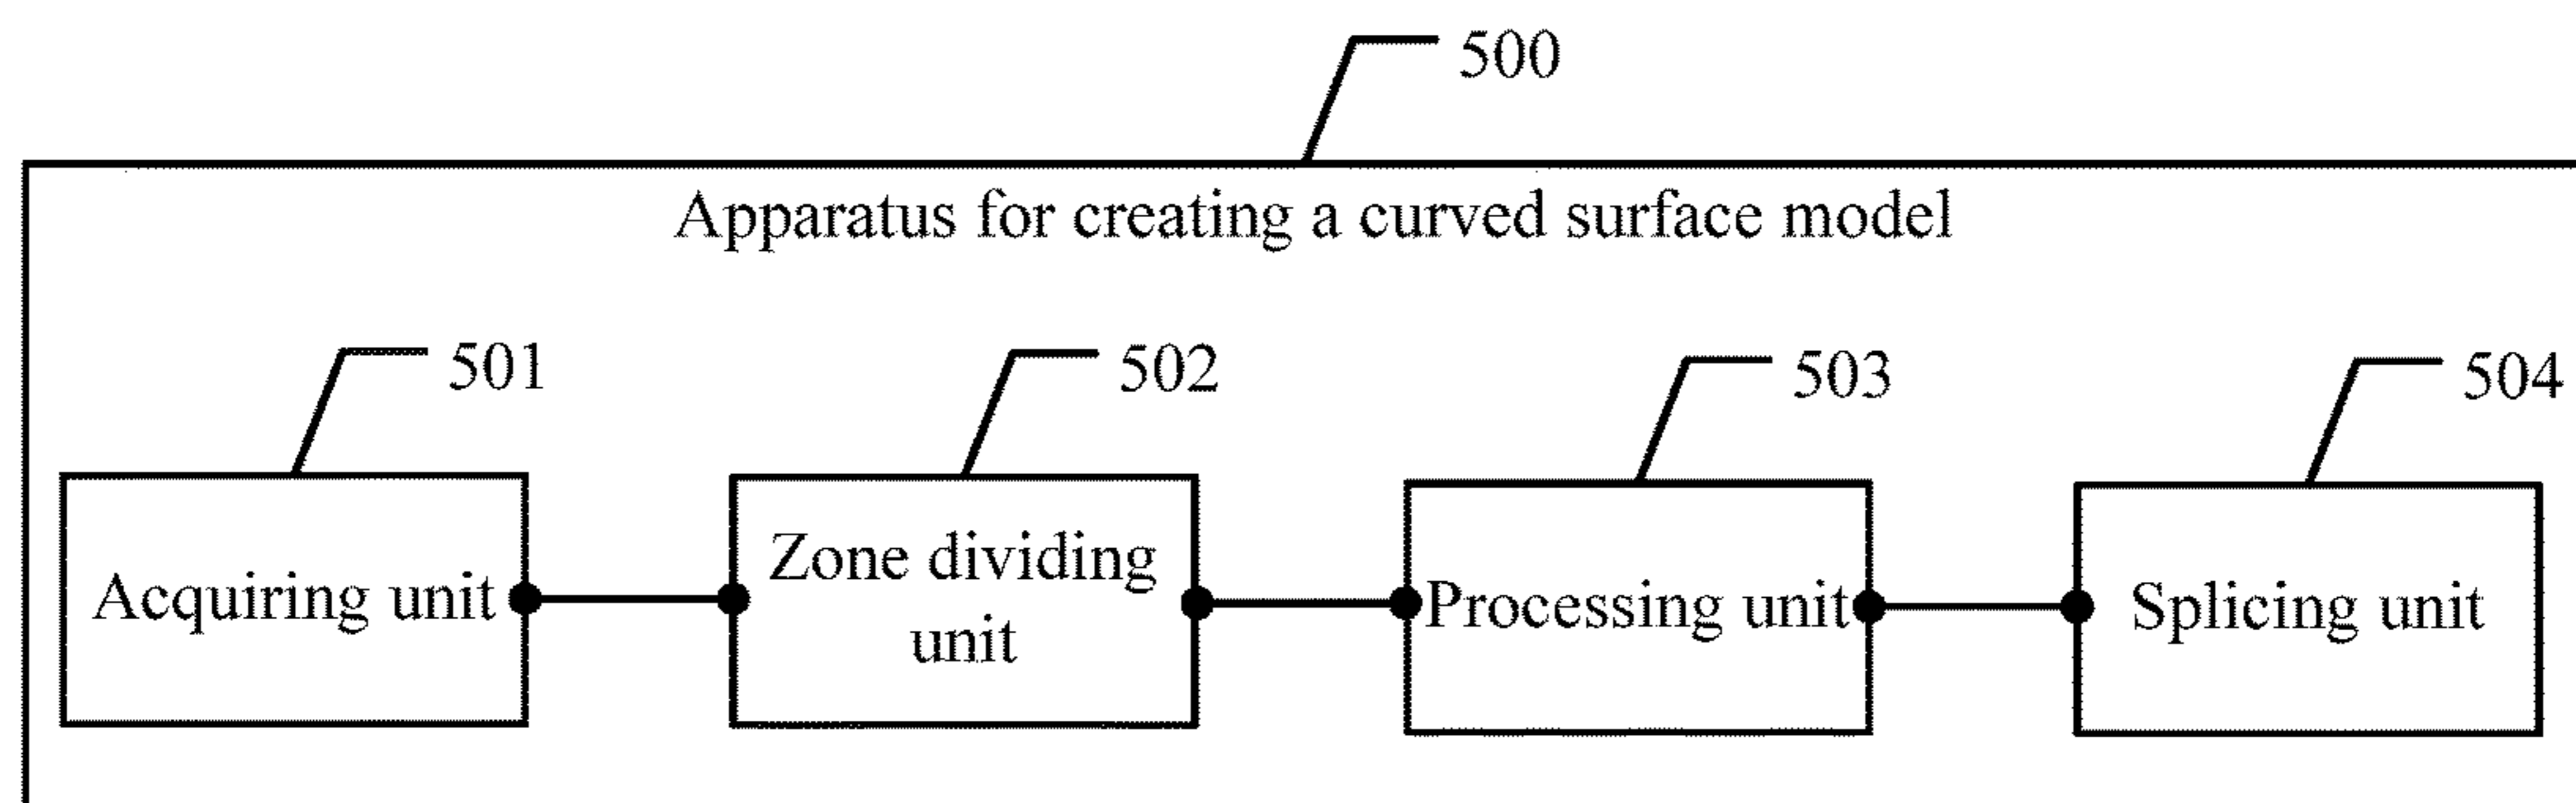 500
Apparatus for creating a curved surface model
501
502
503
504
Acquiring unit
Zone dividing
unit
Processing unit
Splicing unit